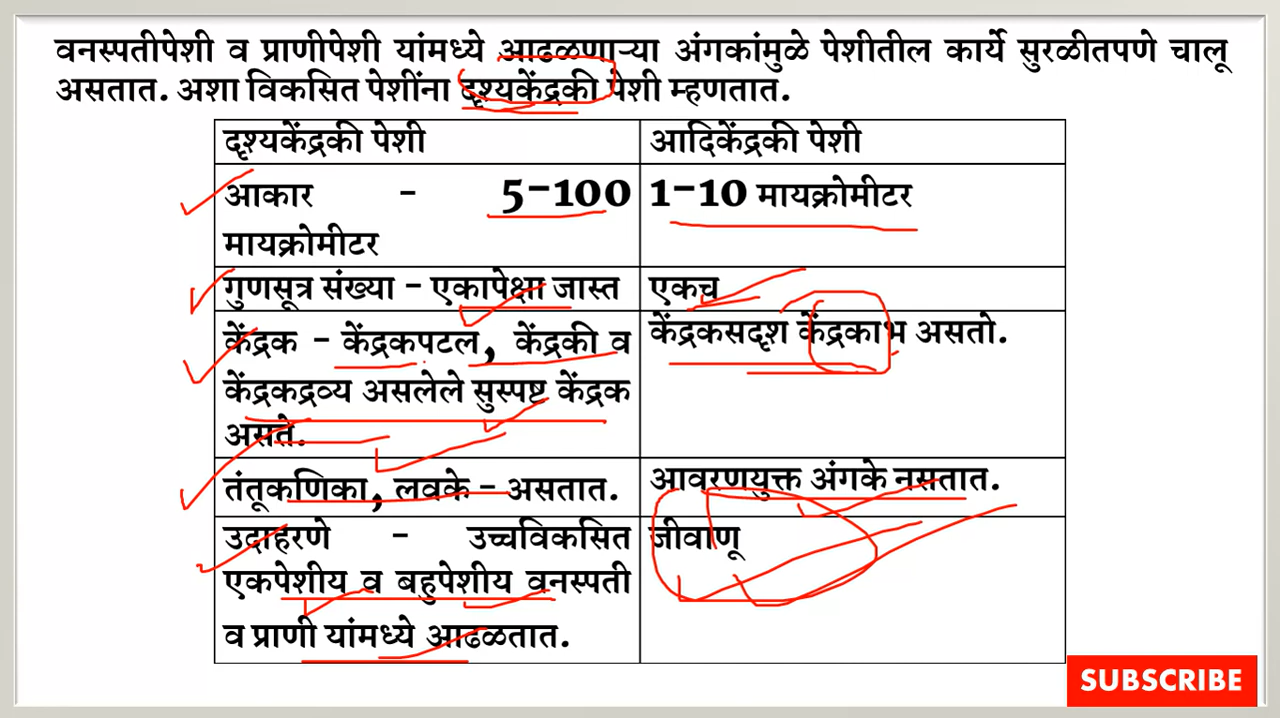 वनस्पतीपेशी व प्राणीपेशी यांमध्ये आढळणाऱ्या अंगकांमुळे पेशीतील कार्ये सुरळीतपणे चालू
असतात. अशा विकसित पेशींना दृश्यकेंद्रकी पेशी म्हणतात.
दृश्यकेंद्रकी पेशी
आदिकेंद्रकी पेशी
आकार - 5-100
मायक्रोमीटर
1-10 मायक्रोमीटर
गुणसूत्र संख्या - एकापेक्षा जास्त
एकच
केंद्रक - केंद्रकपटल, केंद्रकी व
केंद्रकद्रव्य असलेले सुस्पष्ट केंद्रक
असते.
केंद्रकसदृश केंद्रकाभ असतो.
तंतूकणिका, लवके - असतात.
आवरणयुक्त अंगके नसतात.
उदाहरणे - उच्चविकसित
एकपेशीय व बहुपेशीय वनस्पती
व प्राणी यांमध्ये आढळतात.
जीवाणू
SUBSCRIBE